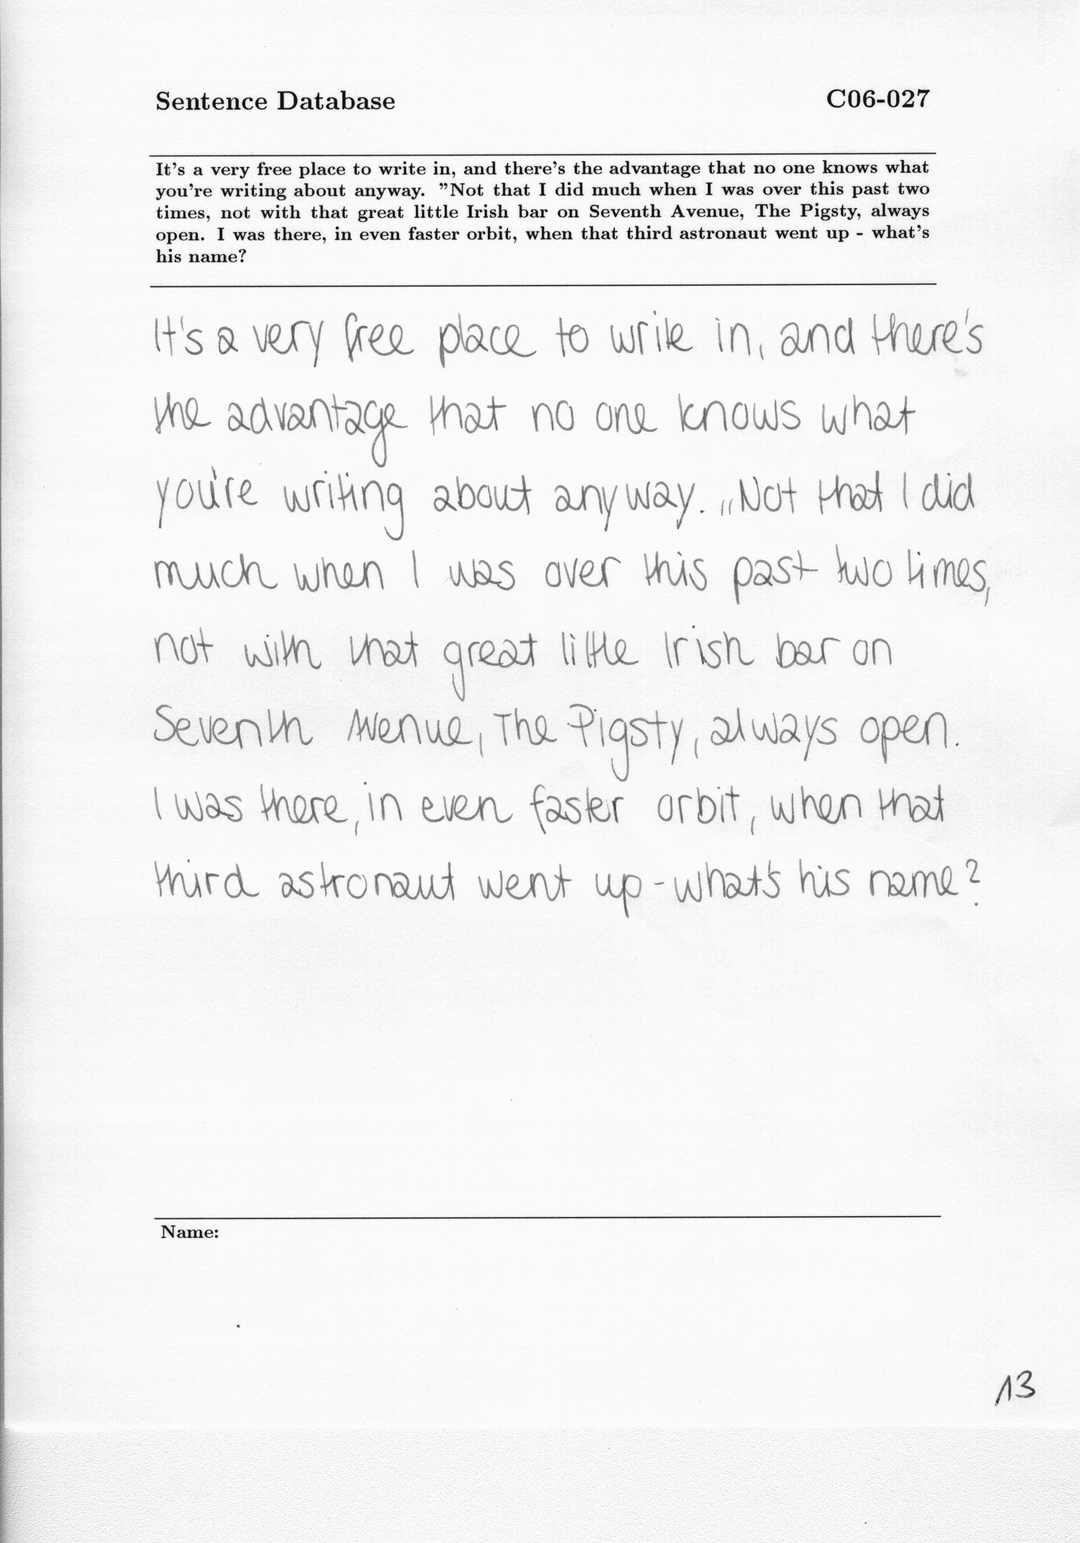 Sentence Database
C06-027
It's a very free place to write in, and there's the advantage that no one knows what
you're writing about anyway. ”Not that I did much when I was over this past two
times, not with that great little Irish bar on Seventh Avenue, The Pigsty, always
open. I was there, in even faster orbit, when that third astronaut went up - what's
his name?
It's a very free place to write in, and there's
the advantage that no one knows what
you're writing about anyway. „Not that I did
much when I was over this past two times,
not with that great little Irish bar on
Seventh Avenue, The Pigsty, always open.
I was there, in even faster orbit, when that
third astronaut went up - what's his name?
Name:
13